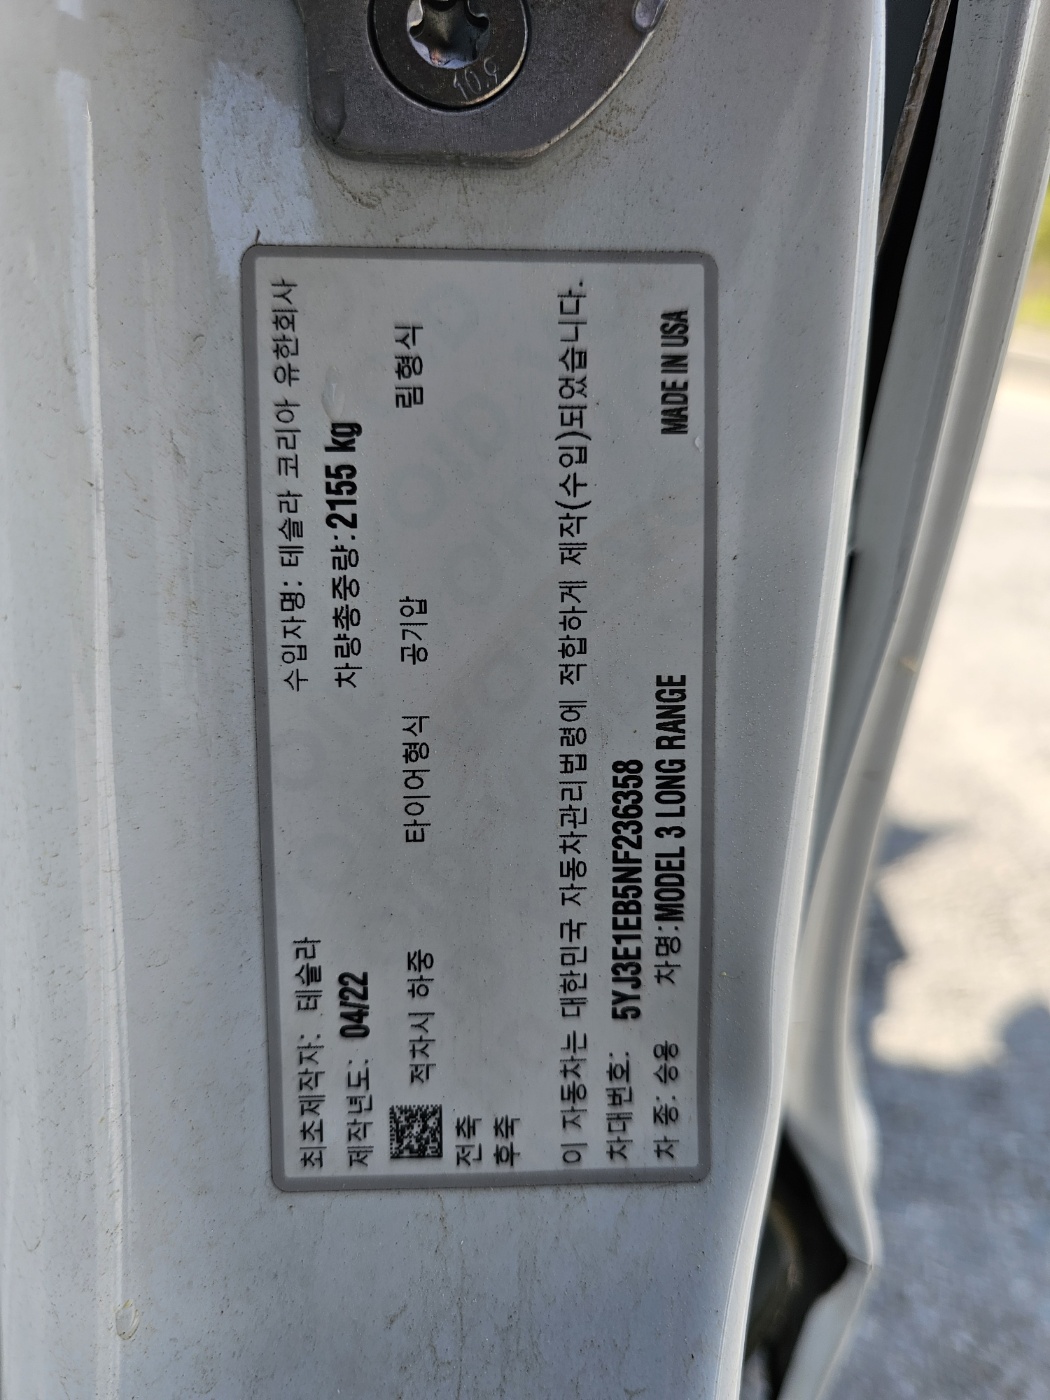 10.9
최초제작자: 테슬라 수입자명: 테슬라 코리아 유한회사
제작년도: 04/22 차량총중량:2155 kg
적차시 하중 타이어형식 공기압 림형식
전축
후축
이 자동차는 대한민국 자동차관리법령에 적합하게 제작(수입)되었습니다.
차대번호: 5YJ3E1EB5NF236358
차 종: 승용 차명:MODEL 3 LONG RANGE MADE IN USA